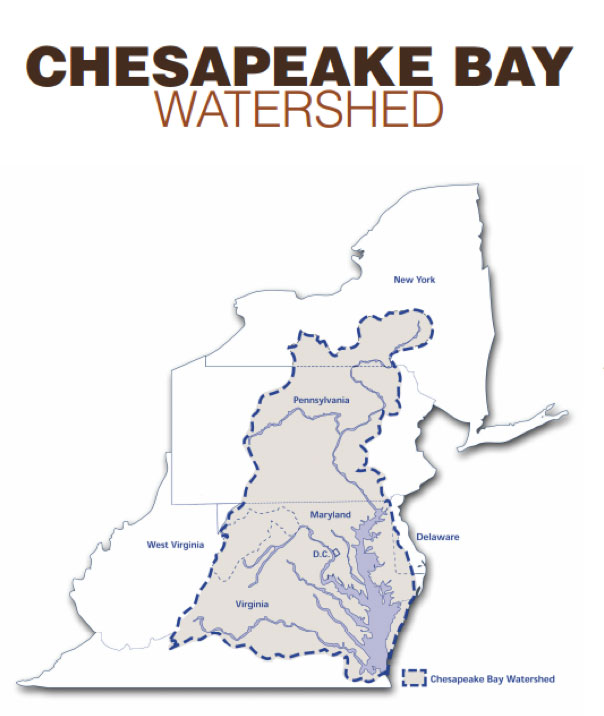 CHESAPEAKE BAY
WATERSHED
New York
Pennsylvania
Maryland
Delaware
West Virginia
D.C.
Virginia
Chesapeake Bay Watershed